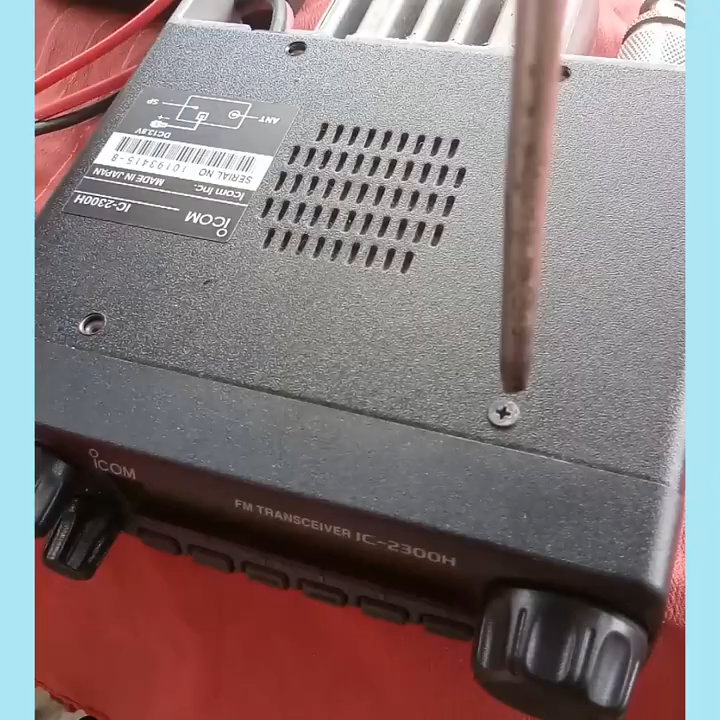 SP
ANT
DC13.8V
SERIAL NO 10193415-8
Icom Inc. MADE IN JAPAN
ICOM IC-2300H
ICOM
FM TRANSCEIVER IC-2300H